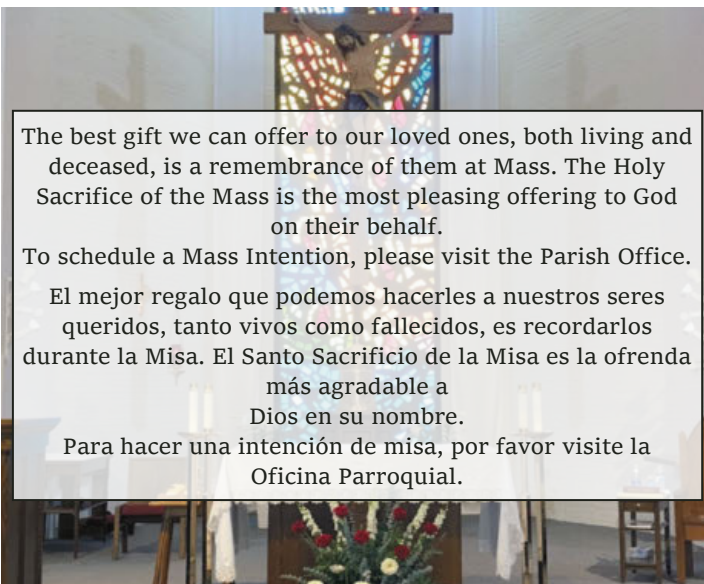 The best gift we can offer to our loved ones, both living and
deceased, is a remembrance of them at Mass. The Holy
Sacrifice of the Mass is the most pleasing offering to God
on their behalf.
To schedule a Mass Intention, please visit the Parish Office.
El mejor regalo que podemos hacerles a nuestros seres
queridos, tanto vivos como fallecidos, es recordarlos
durante la Misa. El Santo Sacrificio de la Misa es la ofrenda
más agradable a
Dios en su nombre.
Para hacer una intención de misa, por favor visite la
Oficina Parroquial.